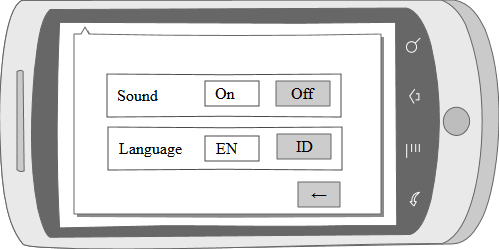 Sound On Off
Language EN ID
←